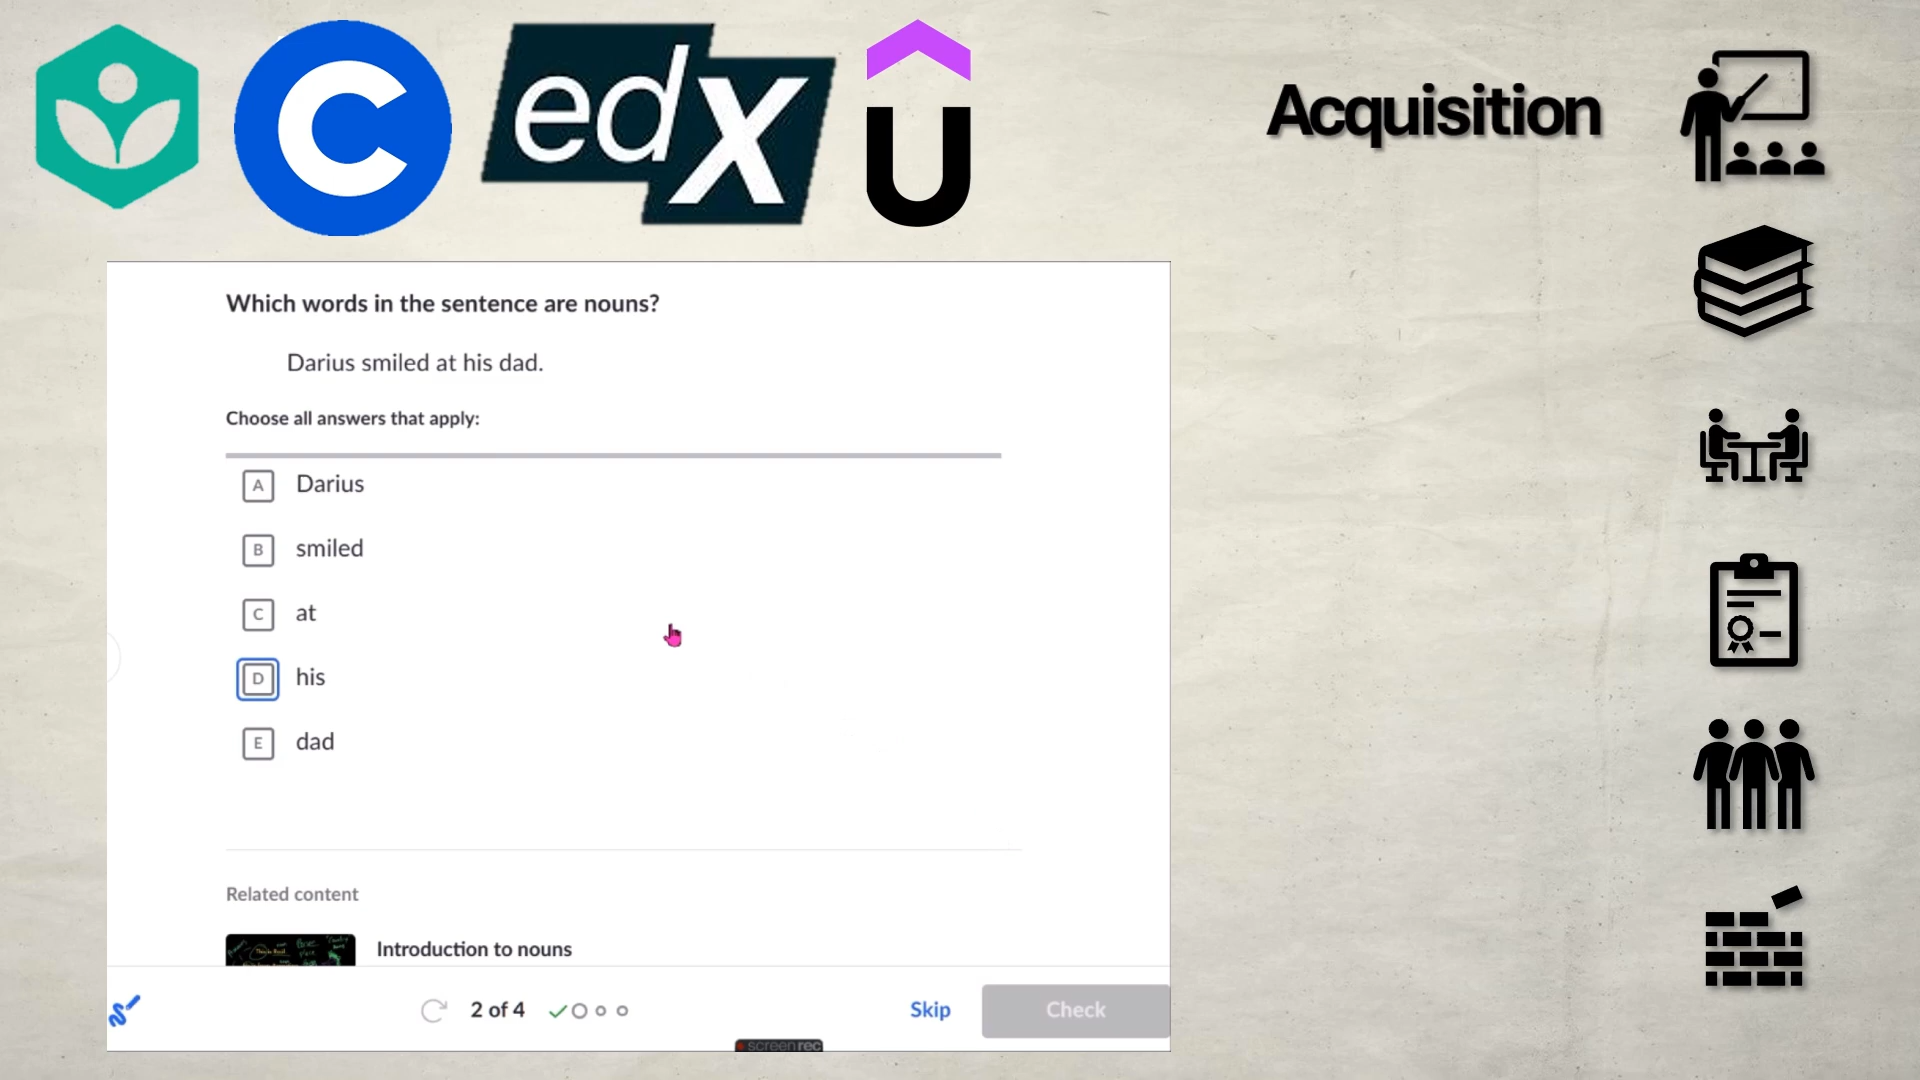 edX
Acquisition
Which words in the sentence are nouns?
Darius smiled at his dad.
Choose all answers that apply:
A Darius
B smiled
C at
D his
E dad
Related content
Introduction to nouns
2 of 4
Skip
Check
screenrec